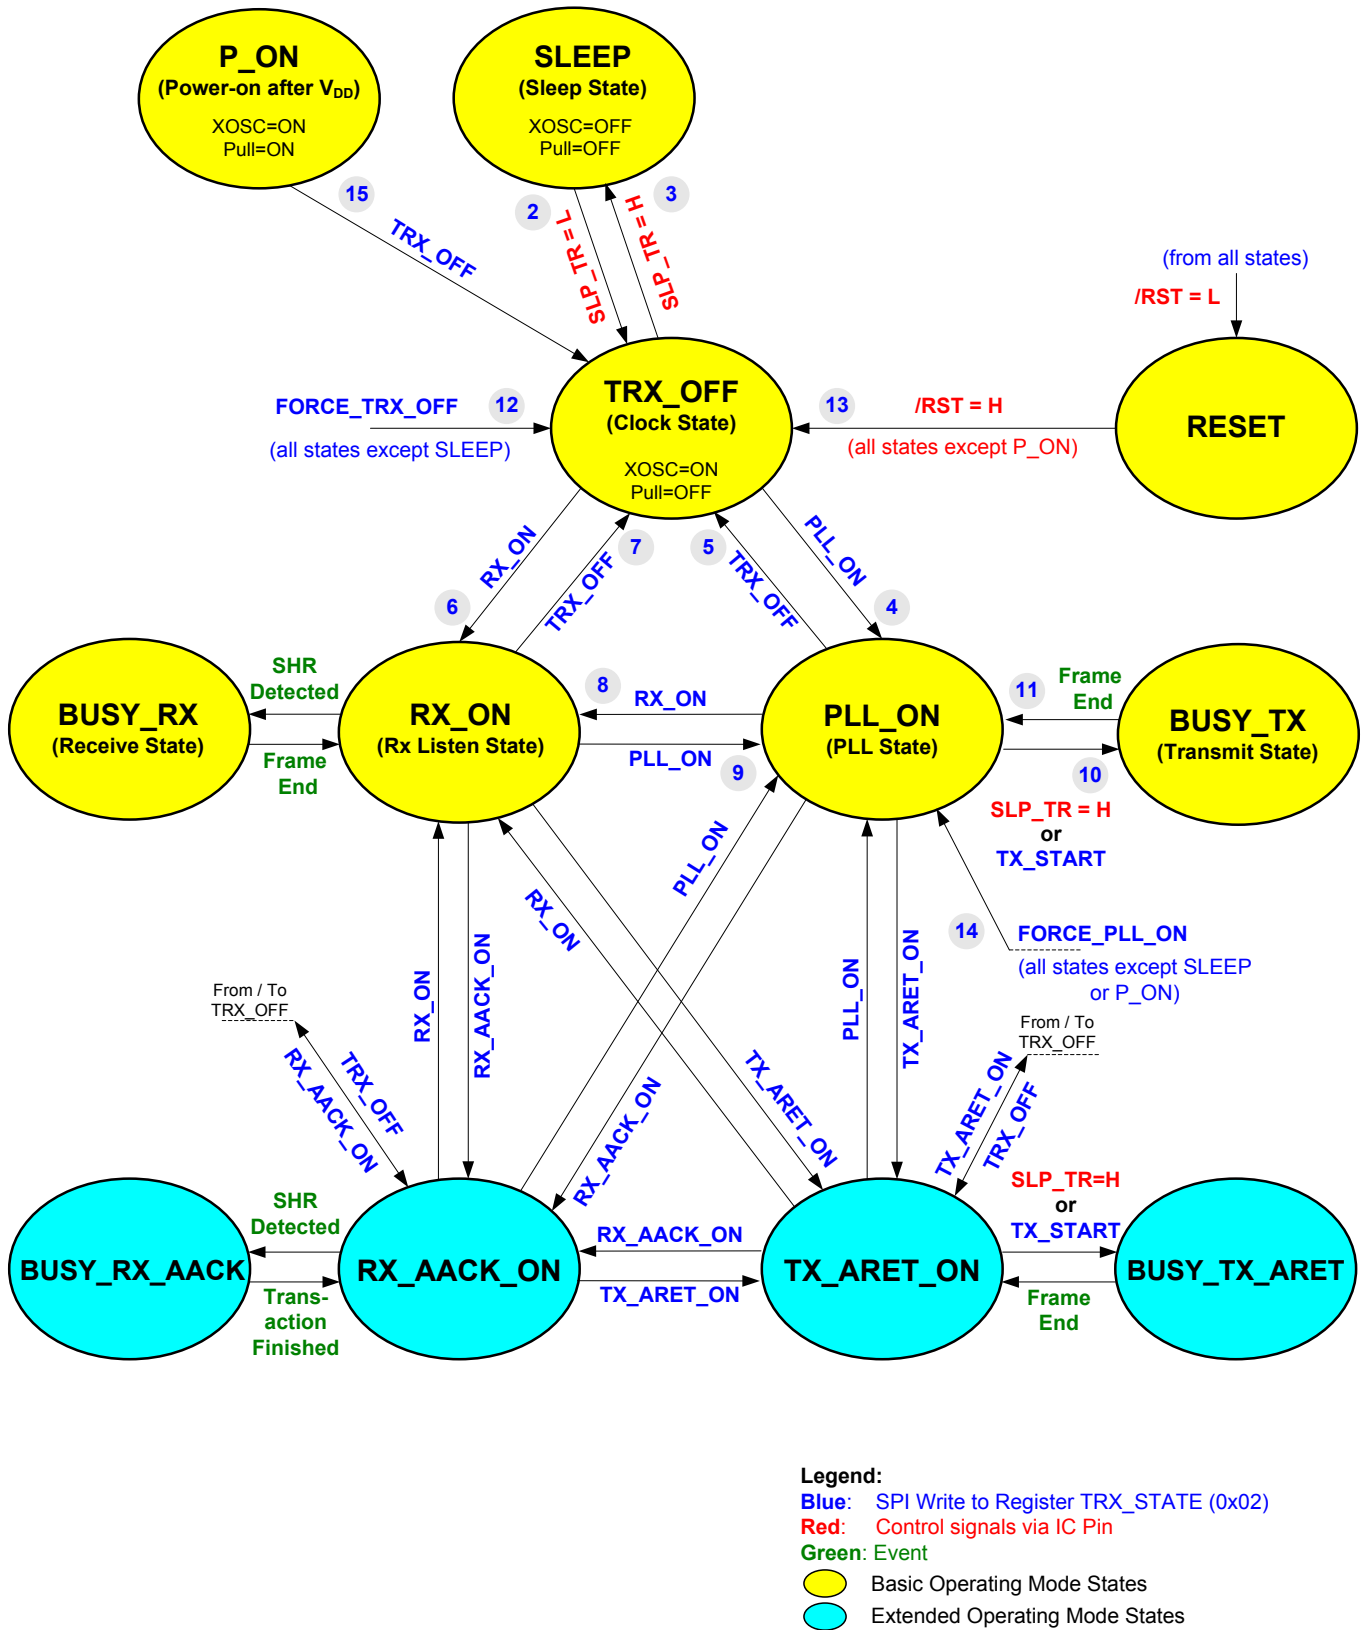 P_ON
(Power-on after VDD)
XOSC=ON
Pull=ON
SLEEP
(Sleep State)
XOSC=OFF
Pull=OFF
15
TRX_OFF
2
SLP_TR = L
SLP_TR = H
3
(from all states)
/RST = L
FORCE_TRX_OFF
12
(all states except SLEEP)
TRX_OFF
(Clock State)
XOSC=ON
Pull=OFF
13
/RST = H
(all states except P_ON)
RESET
RX_ON
6
TRX_OFF
7
5
TRX_OFF
PLL_ON
4
BUSY_RX
(Receive State)
SHR
Detected
Frame
End
RX_ON
(Rx Listen State)
8
RX_ON
PLL_ON
9
PLL_ON
(PLL State)
11
Frame
End
10
SLP_TR = H
or
TX_START
BUSY_TX
(Transmit State)
14
FORCE_PLL_ON
(all states except SLEEP
or P_ON)
RX_ON
RX_AACK_ON
RX_ON
TX_ARET_ON
PLL_ON
RX_AACK_ON
PLL_ON
TX_ARET_ON
From / To
TRX_OFF
TRX_OFF
RX_AACK_ON
From / To
TRX_OFF
TX_ARET_ON
TRX_OFF
BUSY_RX_AACK
SHR
Detected
Trans-
action
Finished
RX_AACK_ON
RX_AACK_ON
TX_ARET_ON
TX_ARET_ON
SLP_TR=H
or
TX_START
Frame
End
BUSY_TX_ARET
Legend:
Blue: SPI Write to Register TRX_STATE (0x02)
Red: Control signals via IC Pin
Green: Event
Basic Operating Mode States
Extended Operating Mode States